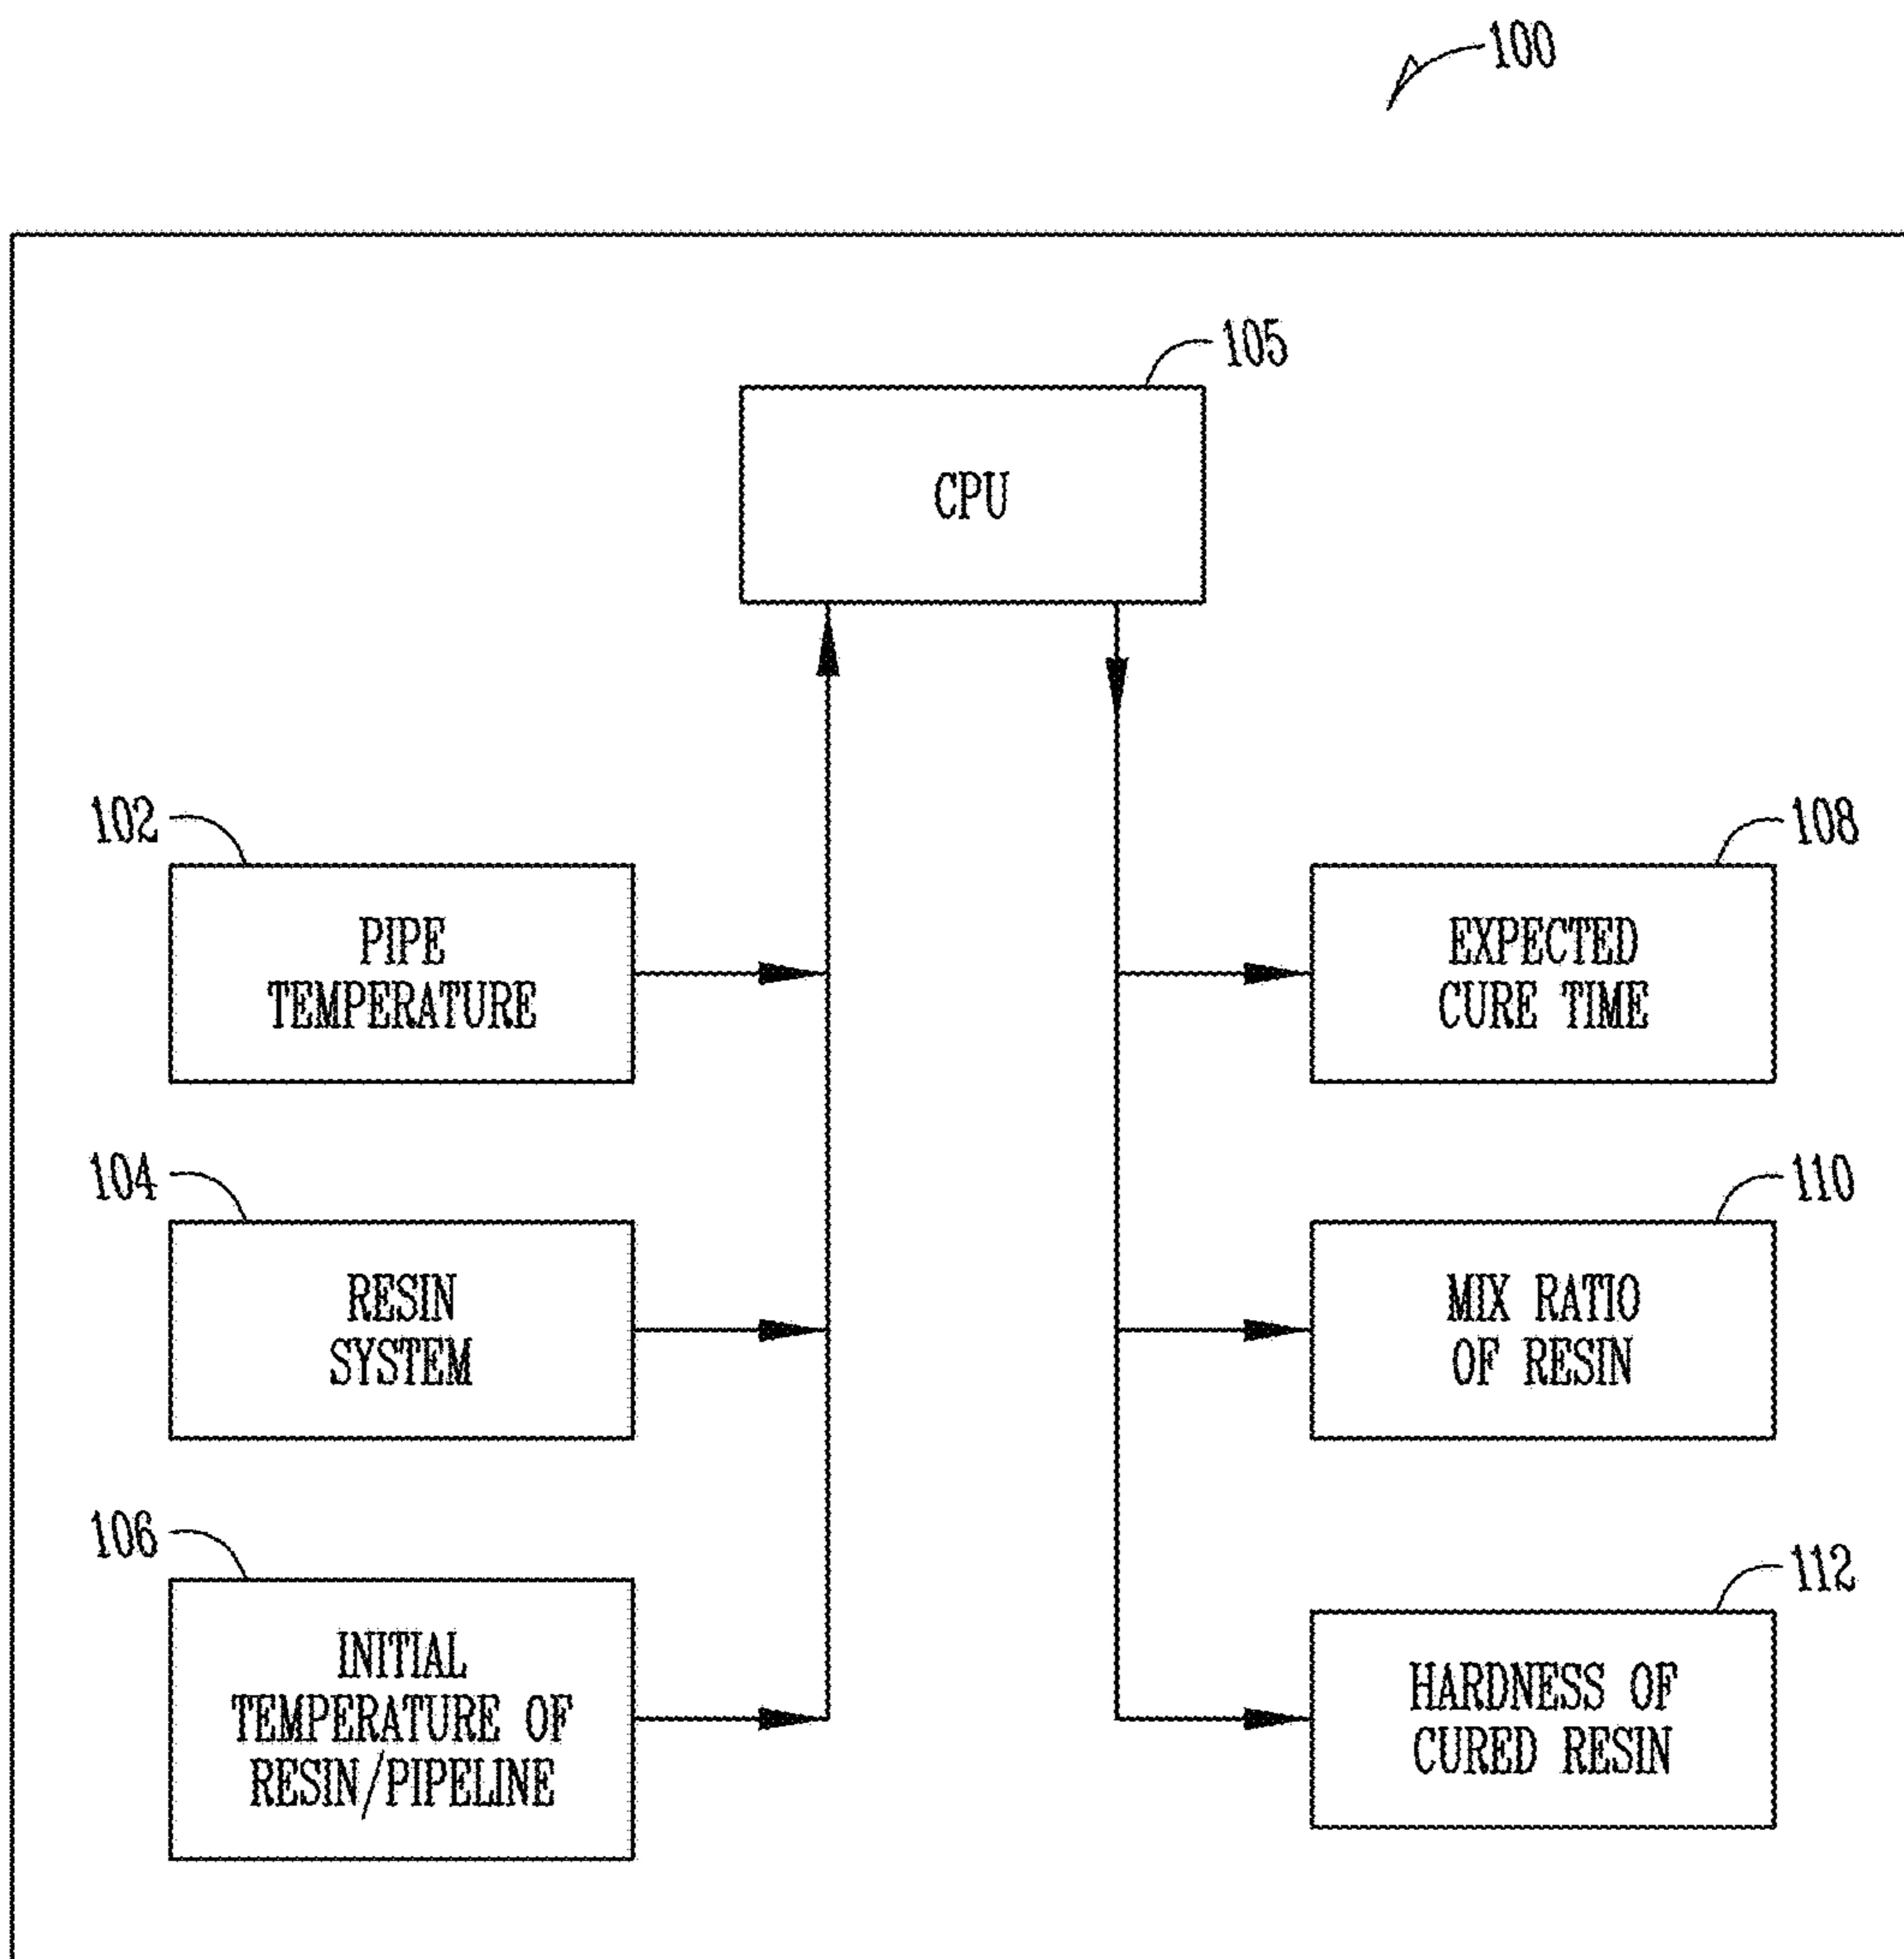 100
105
CPU
102
PIPE
TEMPERATURE
108
EXPECTED
CURE TIME
104
RESIN
SYSTEM
110
MIX RATIO
OF RESIN
106
INITIAL
TEMPERATURE OF
RESIN/PIPELINE
112
HARDNESS OF
CURED RESIN